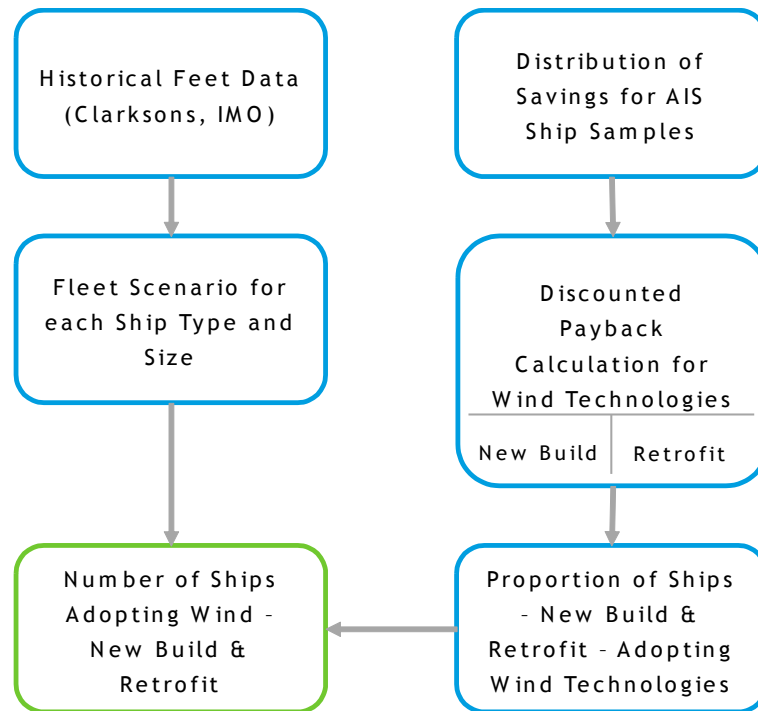 Historical Feet Data
(Clarksons, IMO)
Distribution of
Savings for AIS
Ship Samples
Fleet Scenario for
each Ship Type and
Size
Discounted
Payback
Calculation for
Wind Technologies
New Build
Retrofit
Number of Ships
Adopting Wind –
New Build &
Retrofit
Proportion of Ships
– New Build &
Retrofit – Adopting
Wind Technologies